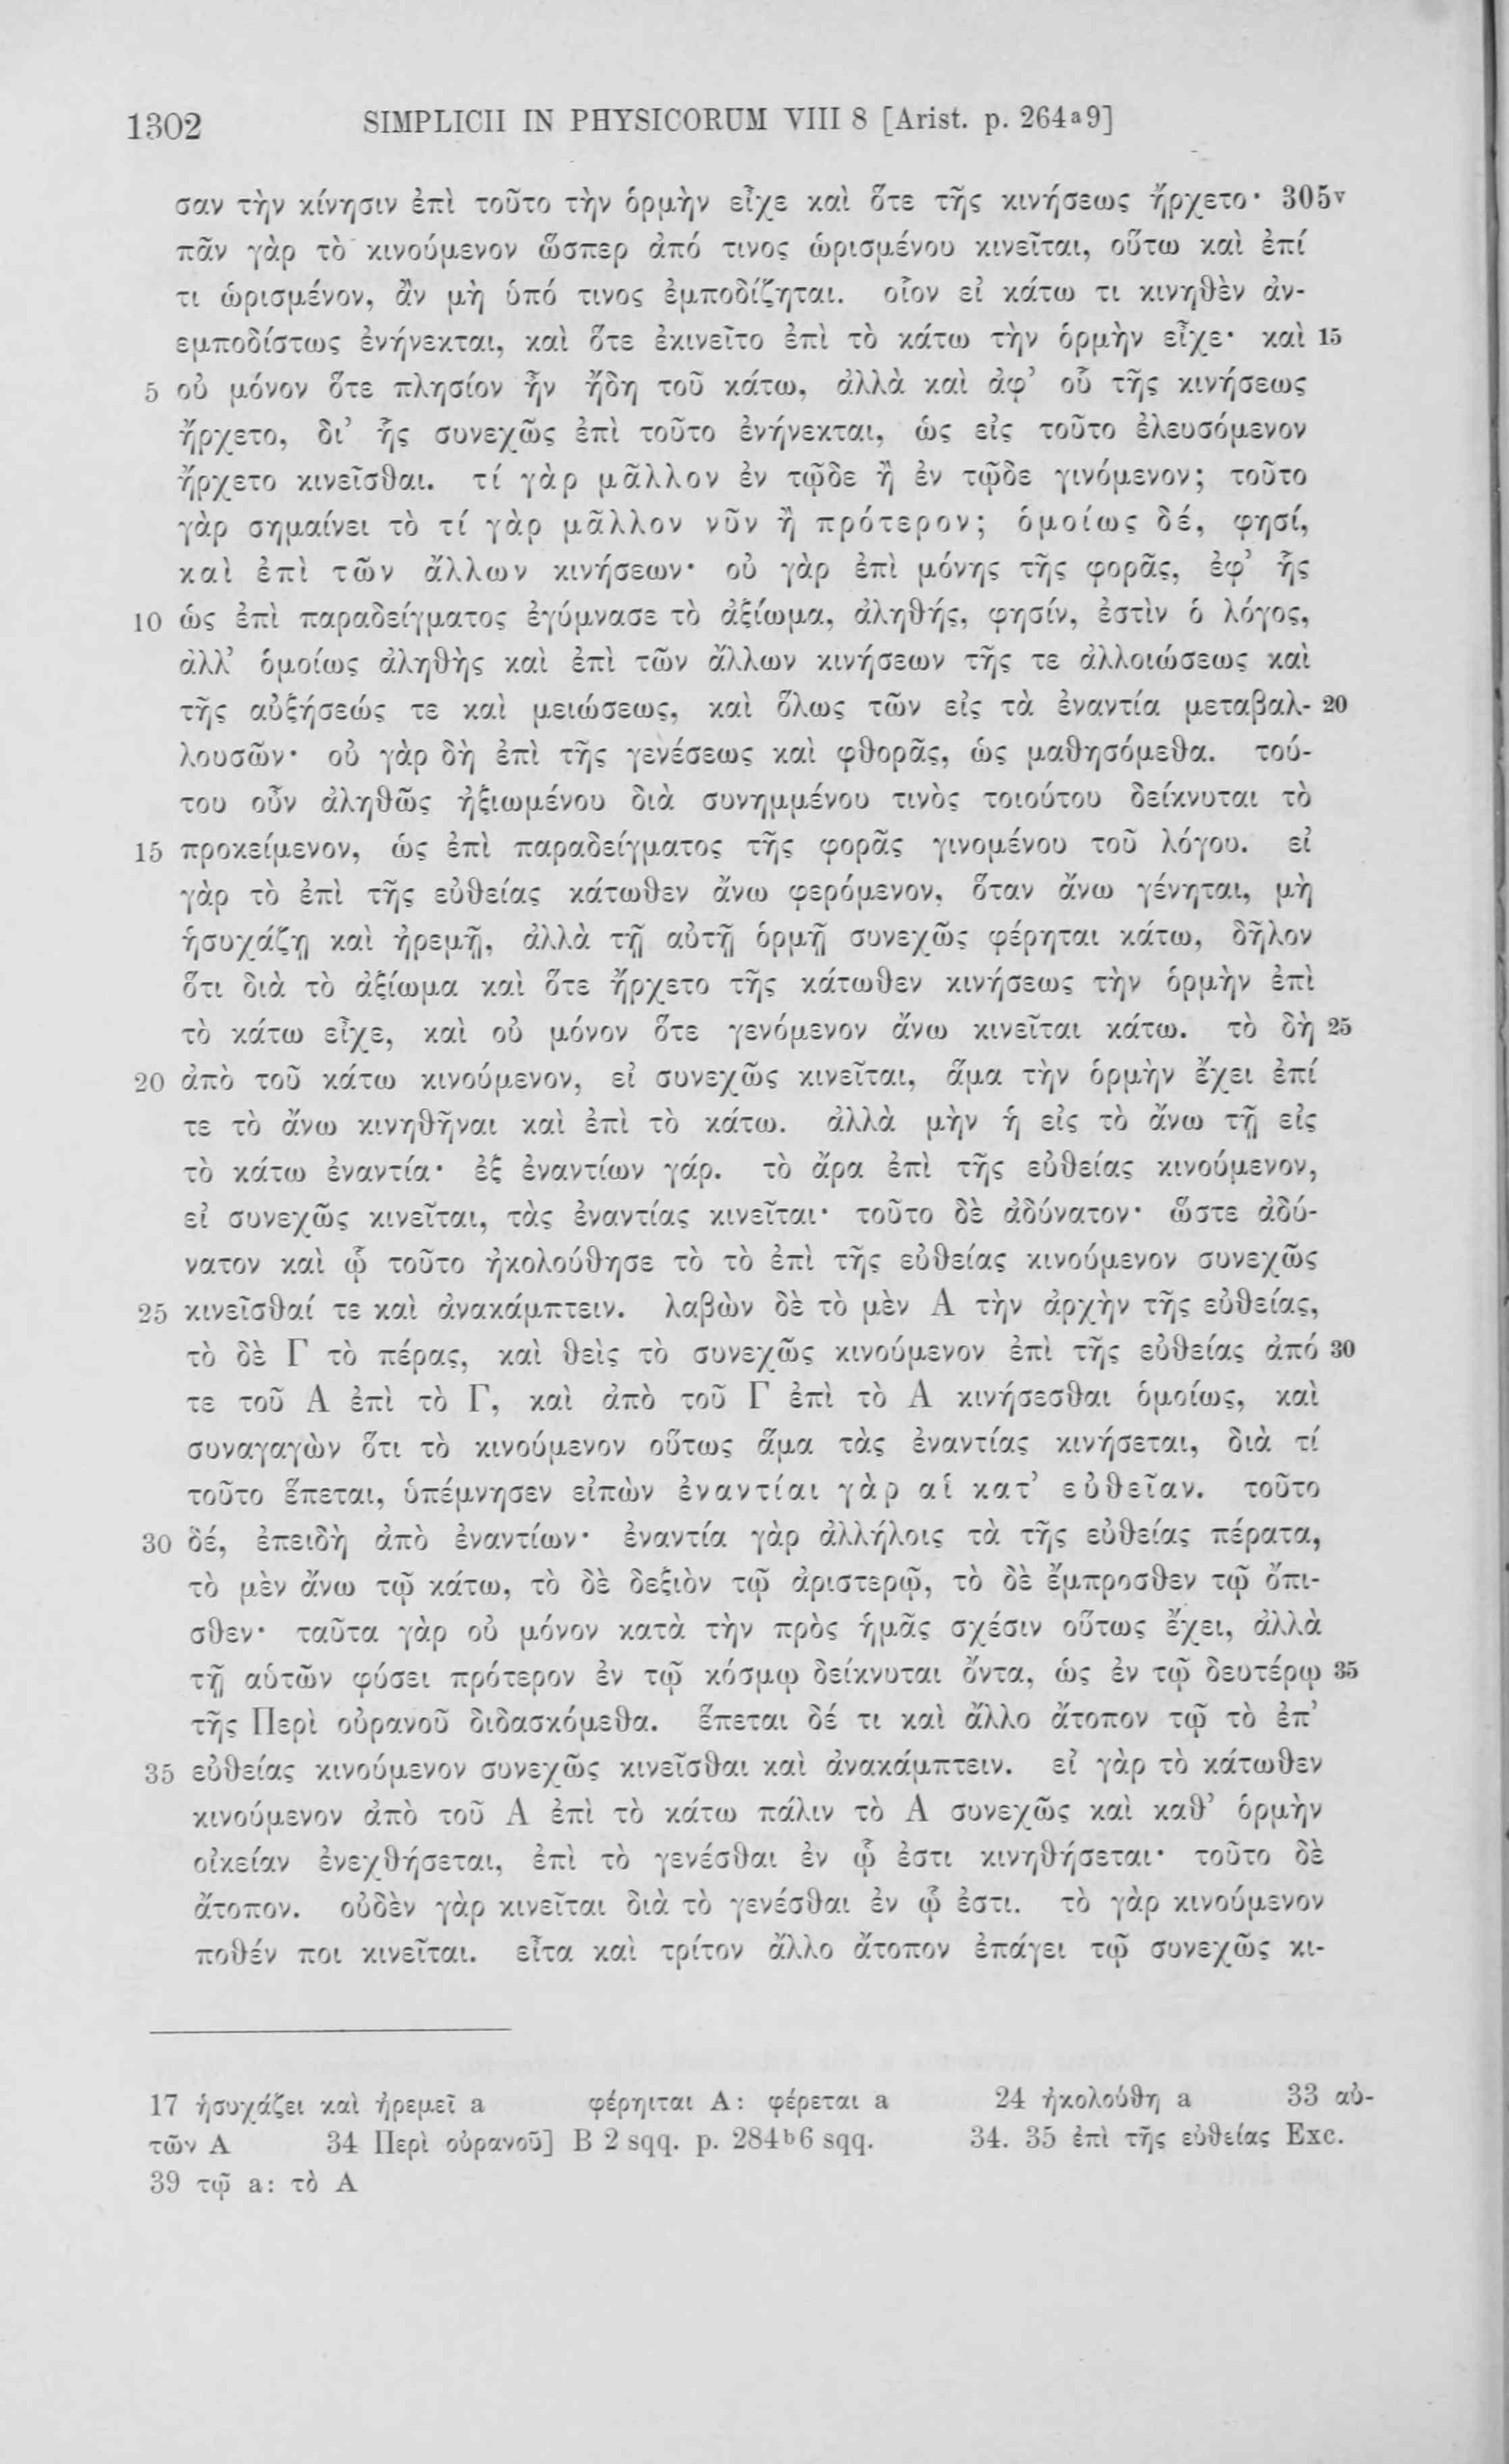 1302 SIMPLICII IN PHYSICORUM VIII 8 [Arist. p. 264a9]
σαν τὴν κίνησιν ἐπὶ τοῦτο τὴν ὁρμὴν εἶχε καὶ ὅτε τῆς κινήσεως ἤρχετο· 305v
πᾶν γὰρ τὸ κινούμενον ὥσπερ ἀπό τινος ὡρισμένου κινεῖται, οὕτω καὶ ἐπί
τι ὡρισμένον, ἂν μὴ ὑπό τινος ἐμποδίζηται. οἷον εἰ κάτω τι κινηθὲν ἀν-
εμποδίστως ἐνήνεκται, καὶ ὅτε ἐκινεῖτο ἐπὶ τὸ κάτω τὴν ὁρμὴν εἶχε· καὶ 15
5 οὐ μόνον ὅτε πλησίον ἦν ἤδη τοῦ κάτω, ἀλλὰ καὶ ἀφ’ οὗ τῆς κινήσεως
ἤρχετο, δι’ ἧς συνεχῶς ἐπὶ τοῦτο ἐνήνεκται, ὡς εἰς τοῦτο ἐλευσόμενον
ἤρχετο κινεῖσθαι. τί γὰρ μᾶλλον ἐν τῷδε ἢ ἐν τῷδε γινόμενον; τοῦτο
γὰρ σημαίνει τὸ τί γὰρ μᾶλλον νῦν ἢ πρότερον; ὁμοίως δέ, φησί,
καὶ ἐπὶ τῶν ἄλλων κινήσεων· οὐ γὰρ ἐπὶ μόνης τῆς φορᾶς, ἐφ’ ἧς
10 ὡς ἐπὶ παραδείγματος ἐγύμνασε τὸ ἀξίωμα, ἀληθής, φησίν, ἐστὶν ὁ λόγος,
ἀλλ’ ὁμοίως ἀληθὴς καὶ ἐπὶ τῶν ἄλλων κινήσεων τῆς τε ἀλλοιώσεως καὶ
τῆς αὐξήσεώς τε καὶ μειώσεως, καὶ ὅλως τῶν εἰς τὰ ἐναντία μεταβαλ- 20
λουσῶν· οὐ γὰρ δὴ ἐπὶ τῆς γενέσεως καὶ φθορᾶς, ὡς μαθησόμεθα. τού-
του οὖν ἀληθῶς ἠξιωμένου διὰ συνημμένου τινὸς τοιούτου δείκνυται τὸ
15 προκείμενον, ὡς ἐπὶ παραδείγματος τῆς φορᾶς γινομένου τοῦ λόγου. εἰ
γὰρ τὸ ἐπὶ τῆς εὐθείας κάτωθεν ἄνω φερόμενον, ὅταν ἄνω γένηται, μὴ
ἡσυχάζῃ καὶ ἠρεμῇ, ἀλλὰ τῇ αὐτῇ ὁρμῇ συνεχῶς φέρηται κάτω, δῆλον
ὅτι διὰ τὸ ἀξίωμα καὶ ὅτε ἤρχετο τῆς κάτωθεν κινήσεως τὴν ὁρμὴν ἐπὶ
τὸ κάτω εἶχε, καὶ οὐ μόνον ὅτε γενόμενον ἄνω κινεῖται κάτω. τὸ δὴ 25
20 ἀπὸ τοῦ κάτω κινούμενον, εἰ συνεχῶς κινεῖται, ἅμα τὴν ὁρμὴν ἔχει ἐπί
τε τὸ ἄνω κινηθῆναι καὶ ἐπὶ τὸ κάτω. ἀλλὰ μὴν ἡ εἰς τὸ ἄνω τῇ εἰς
τὸ κάτω ἐναντία· ἐξ ἐναντίων γάρ. τὸ ἄρα ἐπὶ τῆς εὐθείας κινούμενον,
εἰ συνεχῶς κινεῖται, τὰς ἐναντίας κινεῖται· τοῦτο δὲ ἀδύνατον· ὥστε ἀδύ-
νατον καὶ ᾧ τοῦτο ἠκολούθησε τὸ τὸ ἐπὶ τῆς εὐθείας κινούμενον συνεχῶς
25 κινεῖσθαί τε καὶ ἀνακάμπτειν. λαβὼν δὲ τὸ μὲν Α τὴν ἀρχὴν τῆς εὐθείας,
τὸ δὲ Γ τὸ πέρας, καὶ θεὶς τὸ συνεχῶς κινούμενον ἐπὶ τῆς εὐθείας ἀπό 30
τε τοῦ Α ἐπὶ τὸ Γ, καὶ ἀπὸ τοῦ Γ ἐπὶ τὸ Α κινήσεσθαι ὁμοίως, καὶ
συναγαγὼν ὅτι τὸ κινούμενον οὕτως ἅμα τὰς ἐναντίας κινήσεται, διὰ τί
τοῦτο ἕπεται, ὑπέμνησεν εἰπὼν ἐναντίαι γὰρ αἱ κατ’ εὐθεῖαν. τοῦτο
30 δέ, ἐπειδὴ ἀπὸ ἐναντίων· ἐναντία γὰρ ἀλλήλοις τὰ τῆς εὐθείας πέρατα,
τὸ μὲν ἄνω τῷ κάτω, τὸ δὲ δεξιὸν τῷ ἀριστερῷ, τὸ δὲ ἔμπροσθεν τῷ ὄπι-
σθεν· ταῦτα γὰρ οὐ μόνον κατὰ τὴν πρὸς ἡμᾶς σχέσιν οὕτως ἔχει, ἀλλὰ
τῇ αὑτῶν φύσει πρότερον ἐν τῷ κόσμῳ δείκνυται ὄντα, ὡς ἐν τῷ δευτέρῳ 35
τῆς Περὶ οὐρανοῦ διδασκόμεθα. ἕπεται δέ τι καὶ ἄλλο ἄτοπον τῷ τὸ ἐπ’
35 εὐθείας κινούμενον συνεχῶς κινεῖσθαι καὶ ἀνακάμπτειν. εἰ γὰρ τὸ κάτωθεν
κινούμενον ἀπὸ τοῦ Α ἐπὶ τὸ κάτω πάλιν τὸ Α συνεχῶς καὶ καθ’ ὁρμὴν
οἰκείαν ἐνεχθήσεται, ἐπὶ τὸ γενέσθαι ἐν ᾧ ἐστι κινηθήσεται· τοῦτο δὲ
ἄτοπον. οὐδὲν γὰρ κινεῖται διὰ τὸ γενέσθαι ἐν ᾧ ἐστι. τὸ γὰρ κινούμενον
ποθέν ποι κινεῖται. εἶτα καὶ τρίτον ἄλλο ἄτοπον ἐπάγει τῷ συνεχῶς κι-
17 ἡσυχάζει καὶ ἠρεμεῖ a φέρηιται A: φέρεται a 24 ἠκολούθη a 33 αὐ-
τῶν A 34 Περὶ οὐρανοῦ] B 2 sqq. p. 284b6 sqq. 34. 35 ἐπὶ τῆς εὐθείας Exc.
39 τῷ a: τὸ A